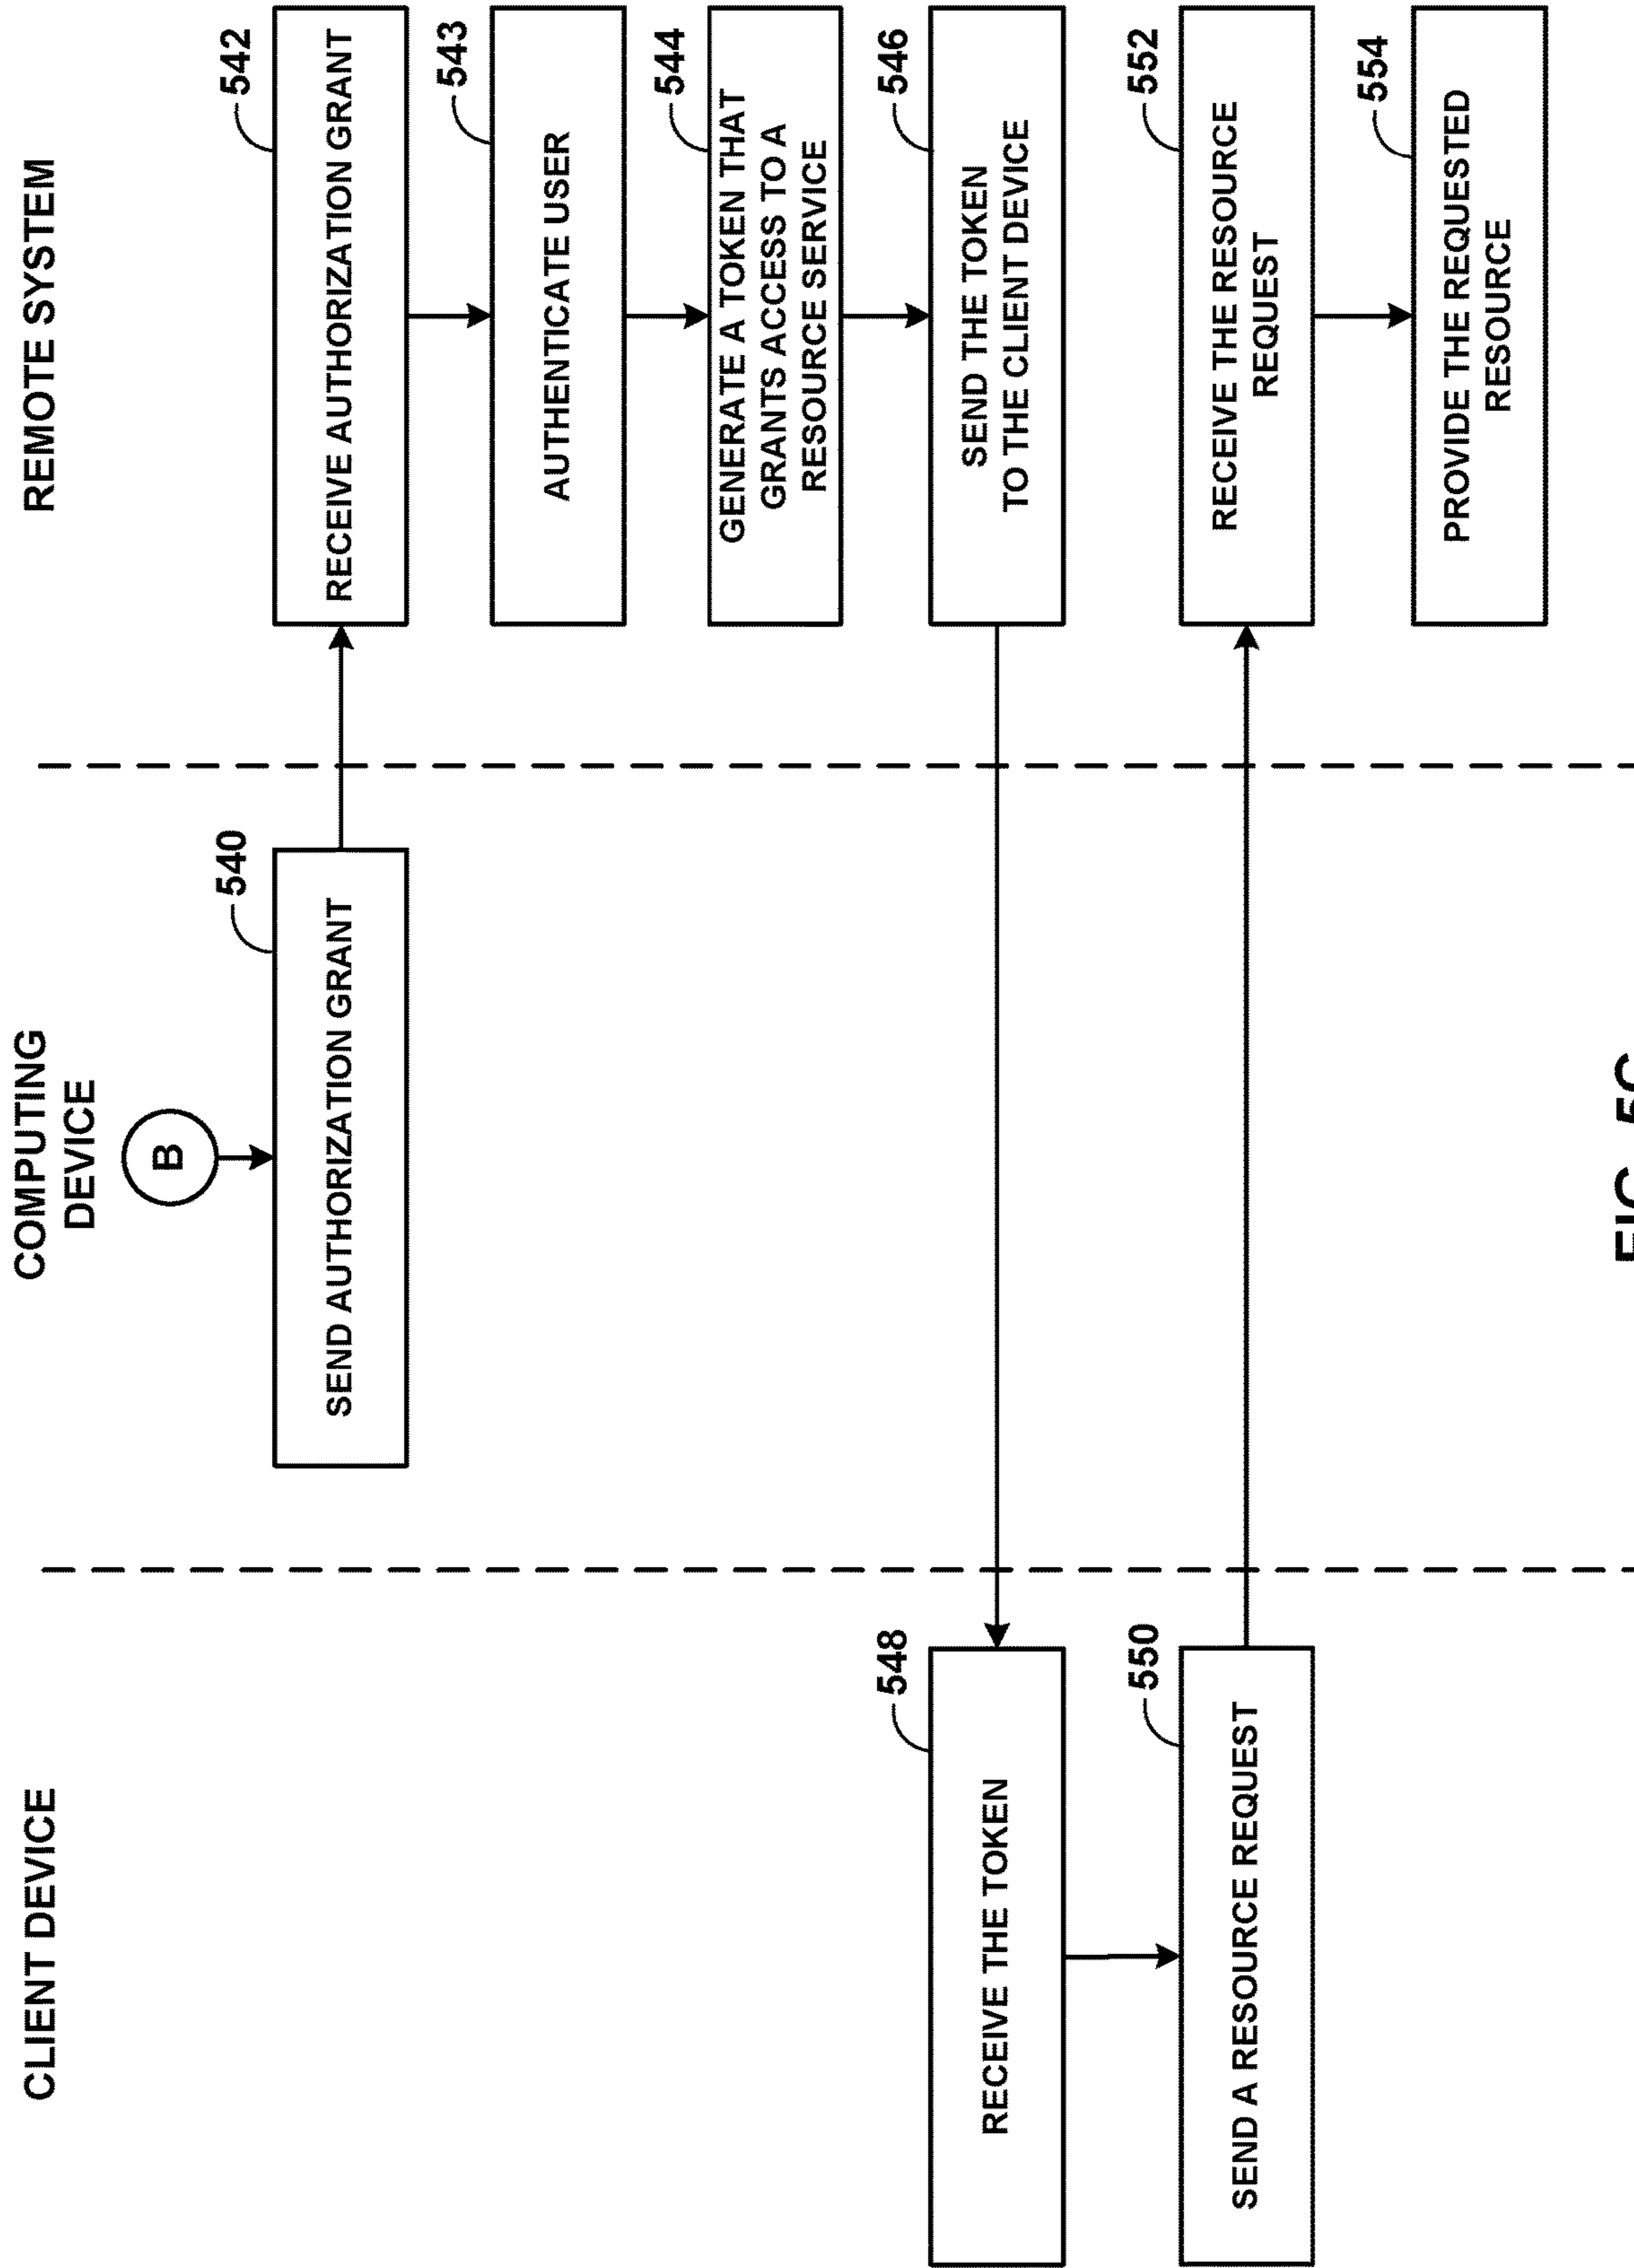 CLIENT DEVICE
COMPUTING
DEVICE
REMOTE SYSTEM
B
540
SEND AUTHORIZATION GRANT
542
RECEIVE AUTHORIZATION GRANT
543
AUTHENTICATE USER
544
GENERATE A TOKEN THAT
GRANTS ACCESS TO A
RESOURCE SERVICE
546
SEND THE TOKEN
TO THE CLIENT DEVICE
548
RECEIVE THE TOKEN
550
SEND A RESOURCE REQUEST
552
RECEIVE THE RESOURCE
REQUEST
554
PROVIDE THE REQUESTED
RESOURCE
FIG. 5C